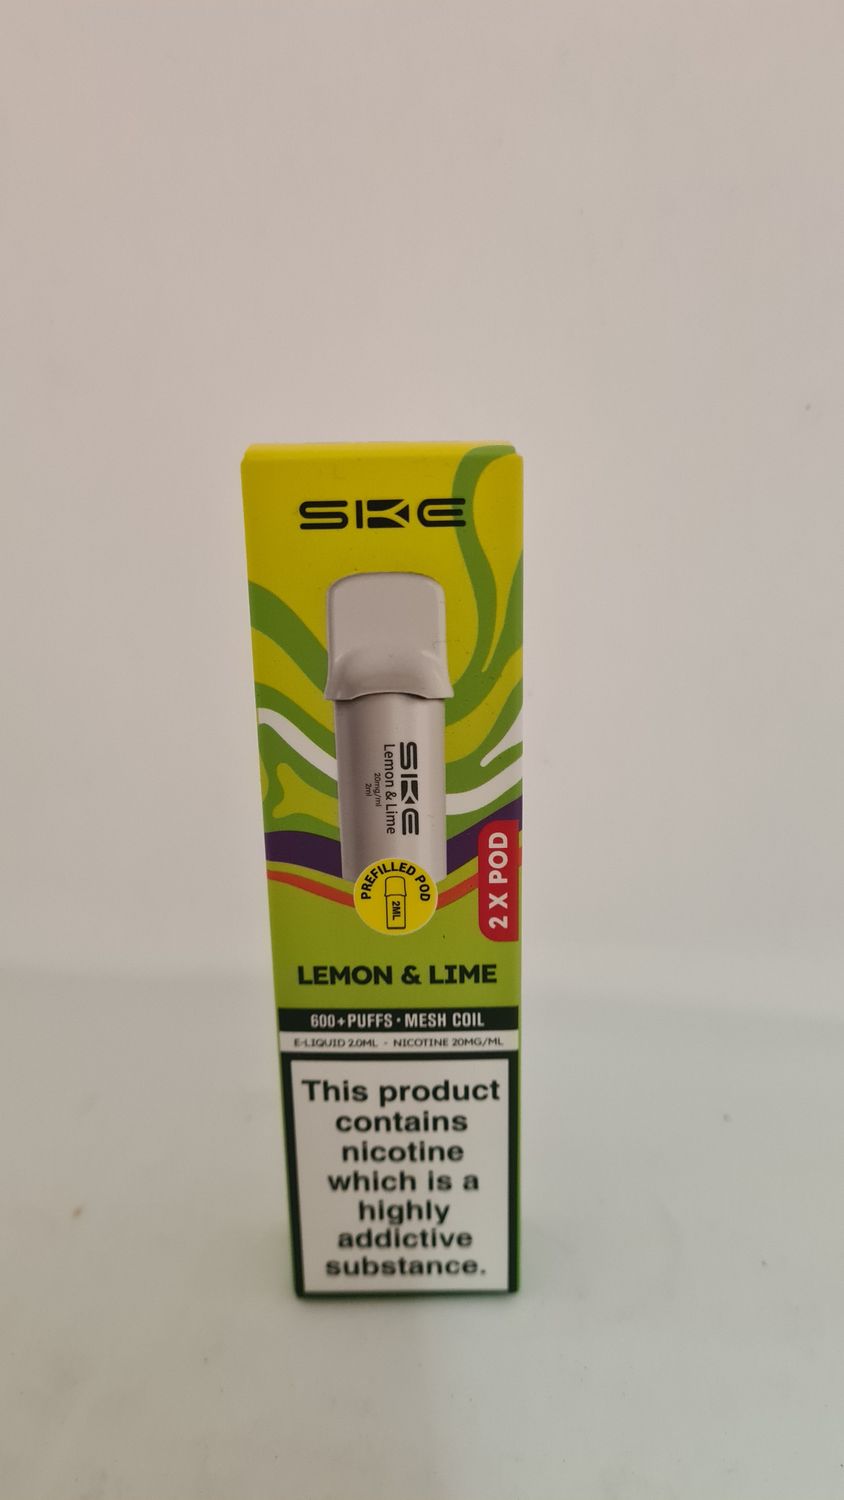 SKE
SKE
Lemon & Lime
20mg/ml
2ml
PREFILLED POD
2ML
2 X POD
LEMON & LIME
600+PUFFS · MESH COIL
E-LIQUID 2.0ML - NICOTINE 20MG/ML
This product
contains
nicotine
which is a
highly
addictive
substance.